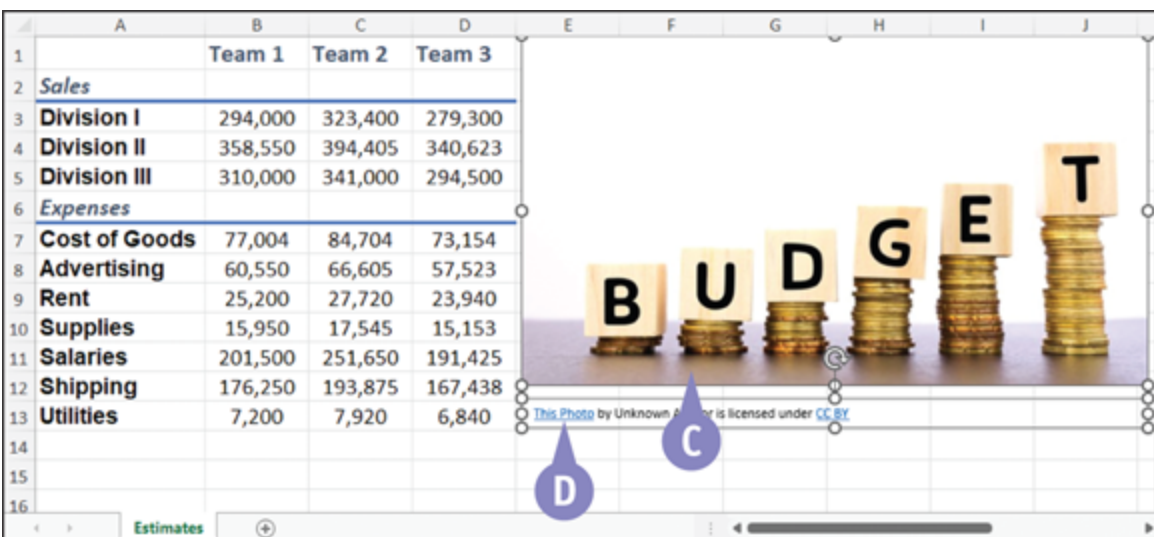 A B C D E F G H I J
1 Team 1 Team 2 Team 3
2 Sales
3 Division I 294,000 323,400 279,300
4 Division II 358,550 394,405 340,623
5 Division III 310,000 341,000 294,500
6 Expenses
7 Cost of Goods 77,004 84,704 73,154
8 Advertising 60,550 66,605 57,523
9 Rent 25,200 27,720 23,940
10 Supplies 15,950 17,545 15,153
11 Salaries 201,500 251,650 191,425
12 Shipping 176,250 193,875 167,438
13 Utilities 7,200 7,920 6,840
14
15
16
BUDGET
This Photo by Unknown r is licensed under CC BY
C
D
Estimates